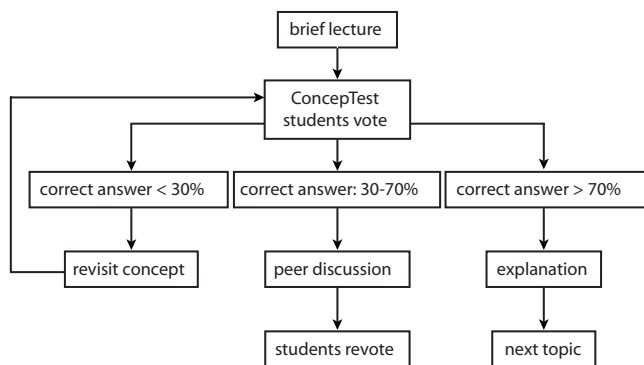 brief lecture
ConcepTest
students vote
correct answer < 30%
correct answer: 30-70%
correct answer > 70%
revisit concept
peer discussion
explanation
students revote
next topic